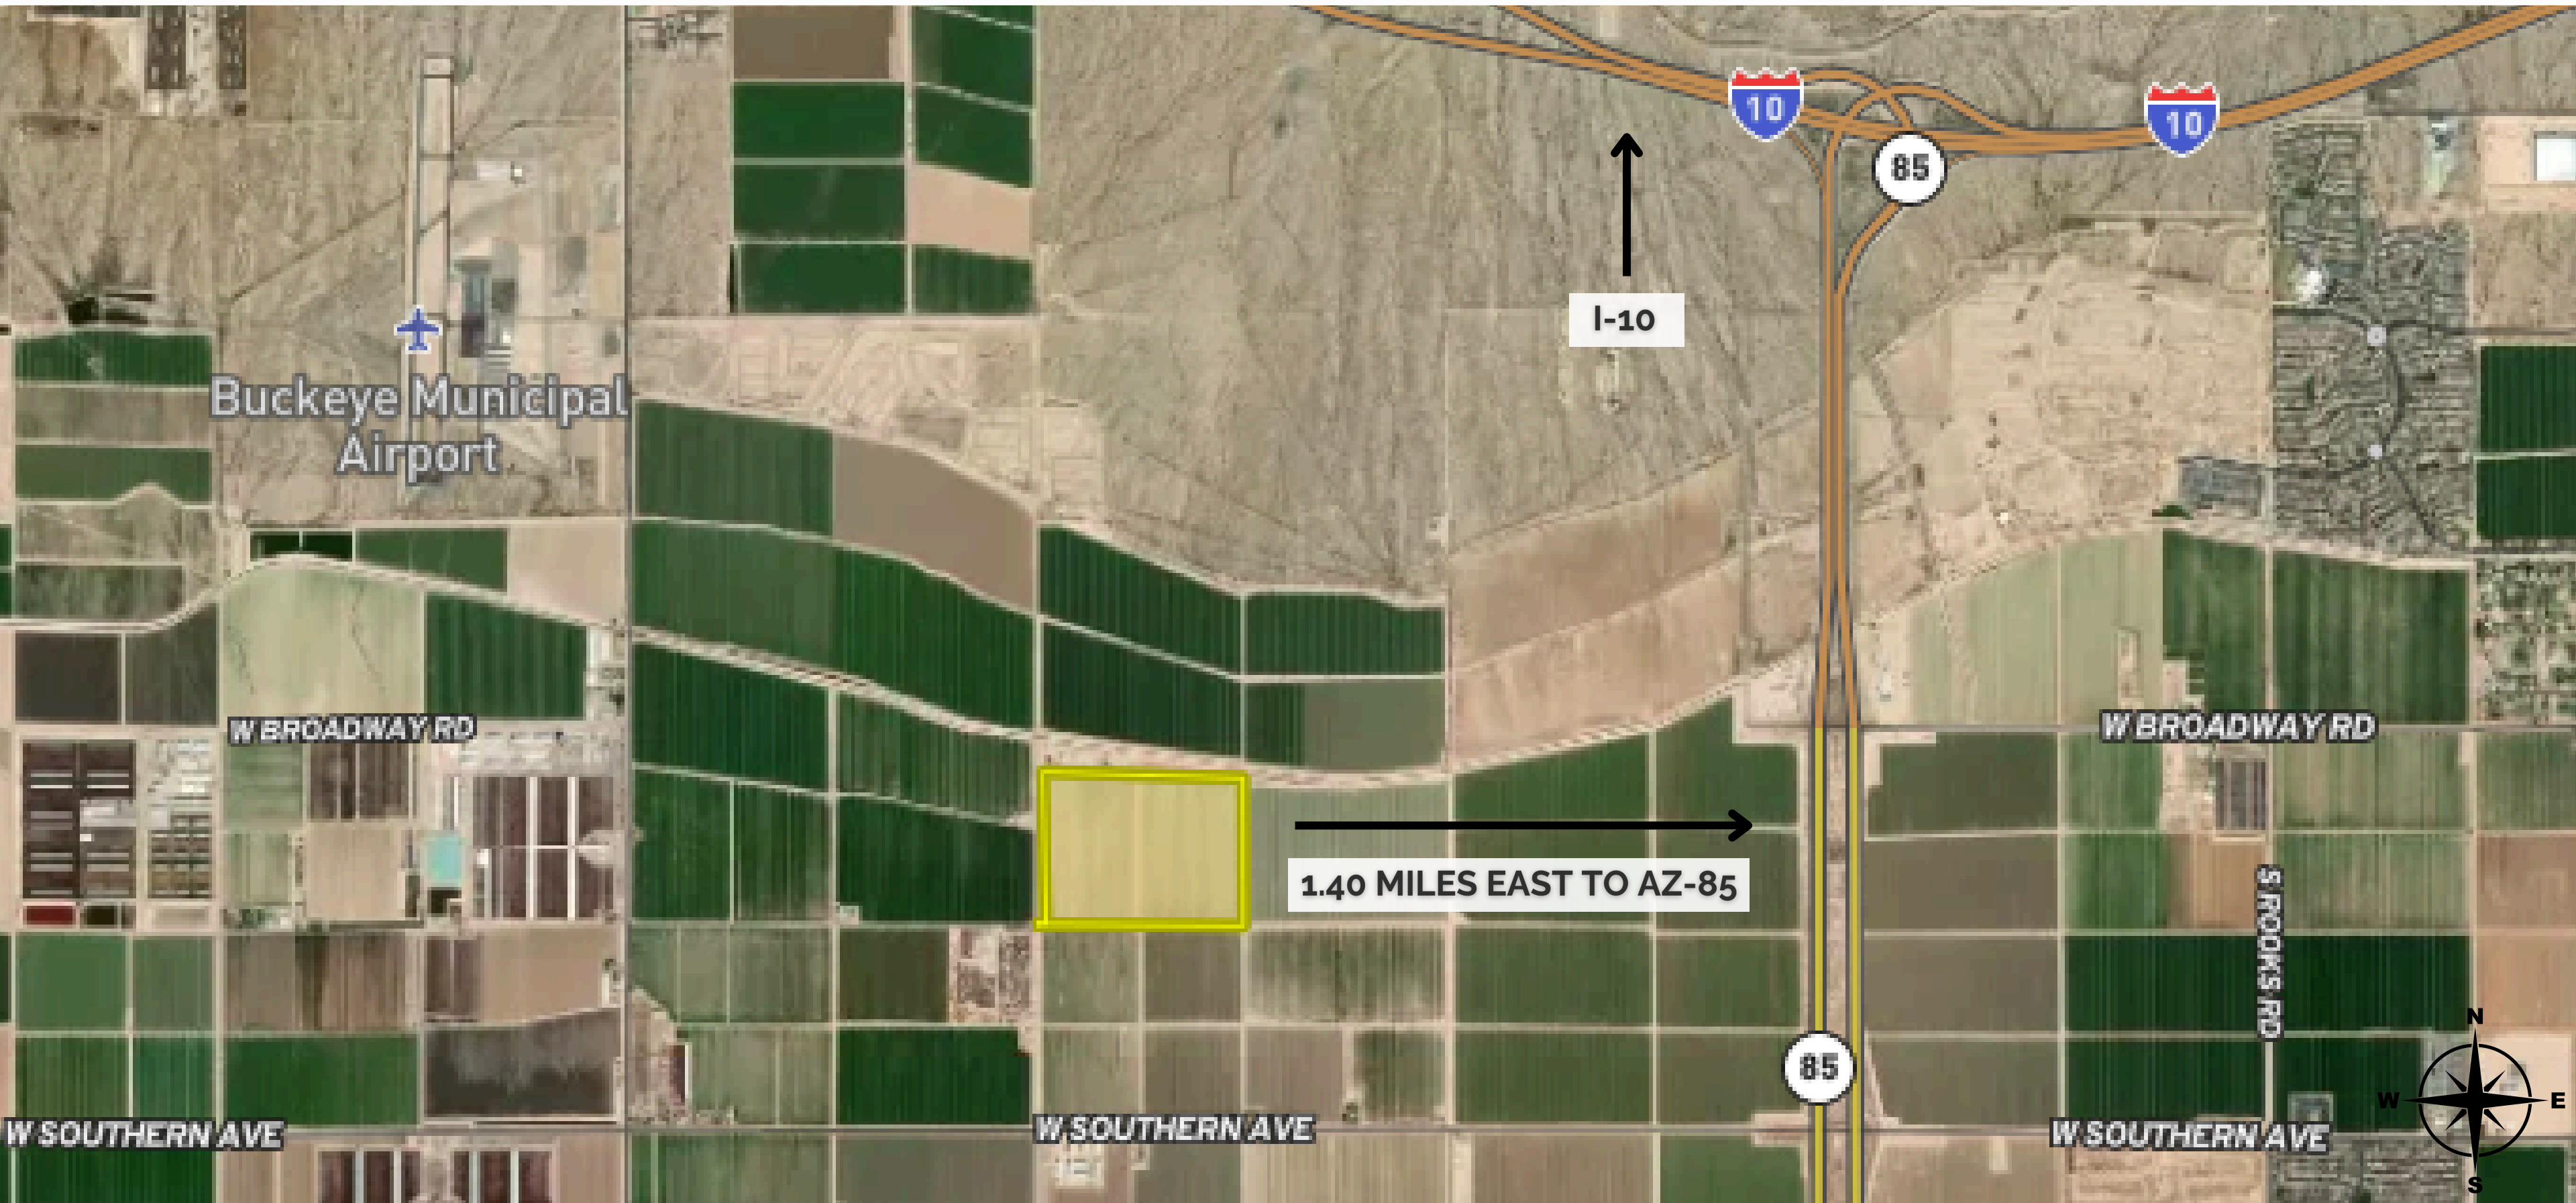 10
10
85
I-10
Buckeye Municipal
Airport
W BROADWAY RD
W BROADWAY RD
1.40 MILES EAST TO AZ-85
S ROOKS RD
N
W
E
S
85
W SOUTHERN AVE
W SOUTHERN AVE
W SOUTHERN AVE